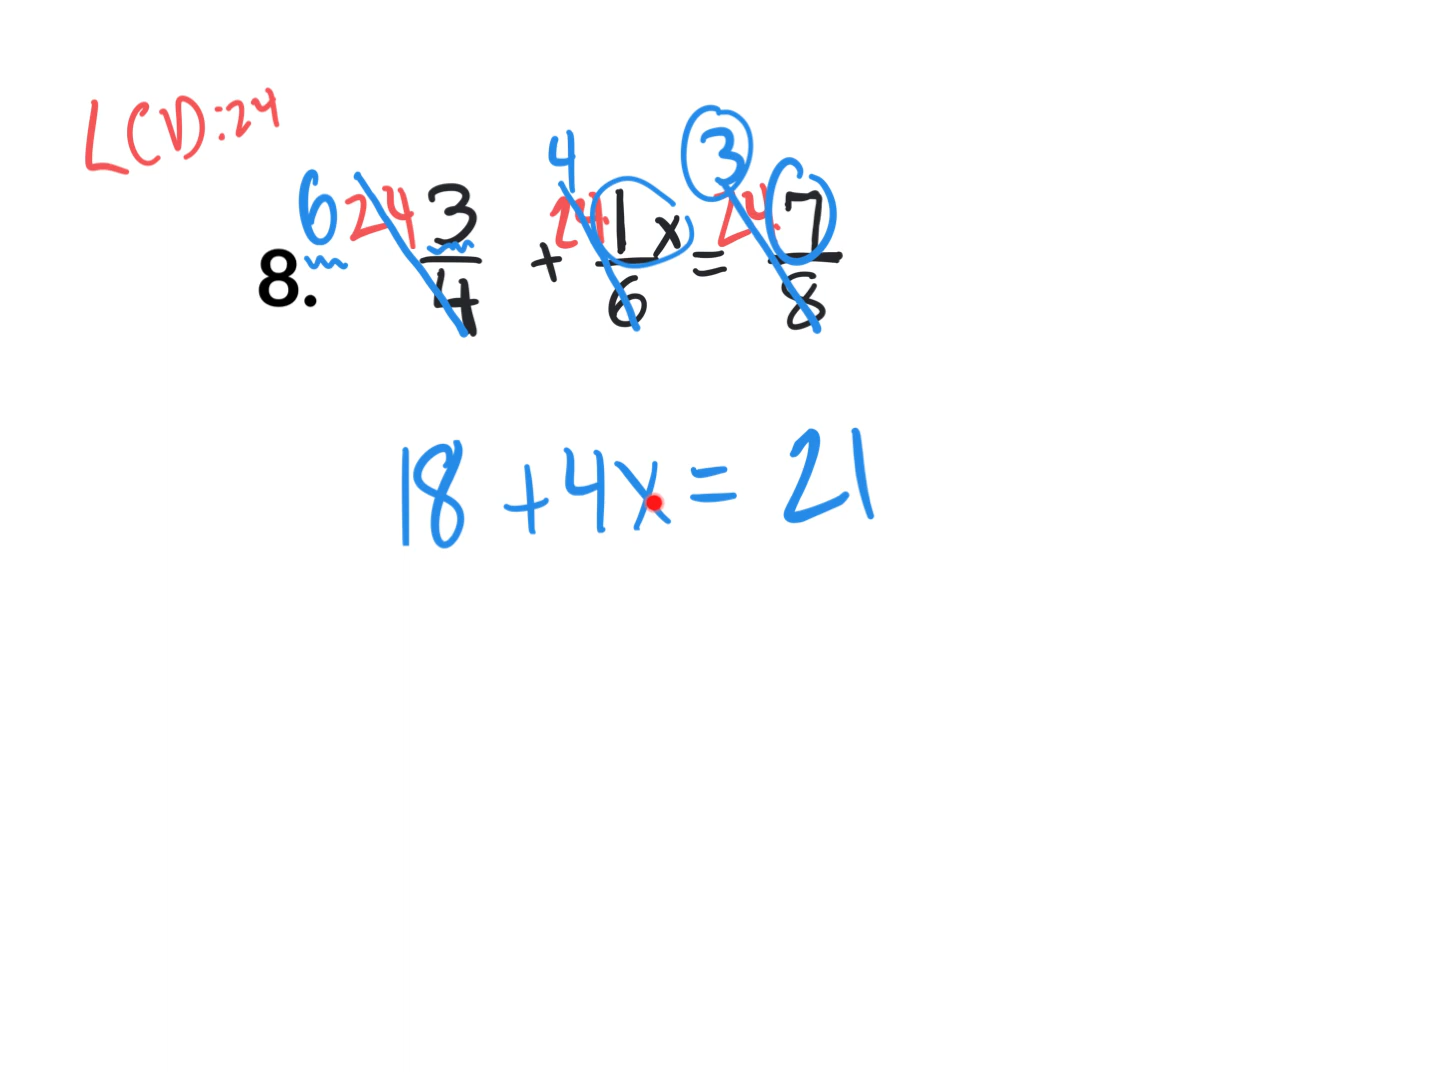 LCD:24
4 3
6 24 3 24 1x 24 7
8. + =
4 6 8
18 + 4x = 21